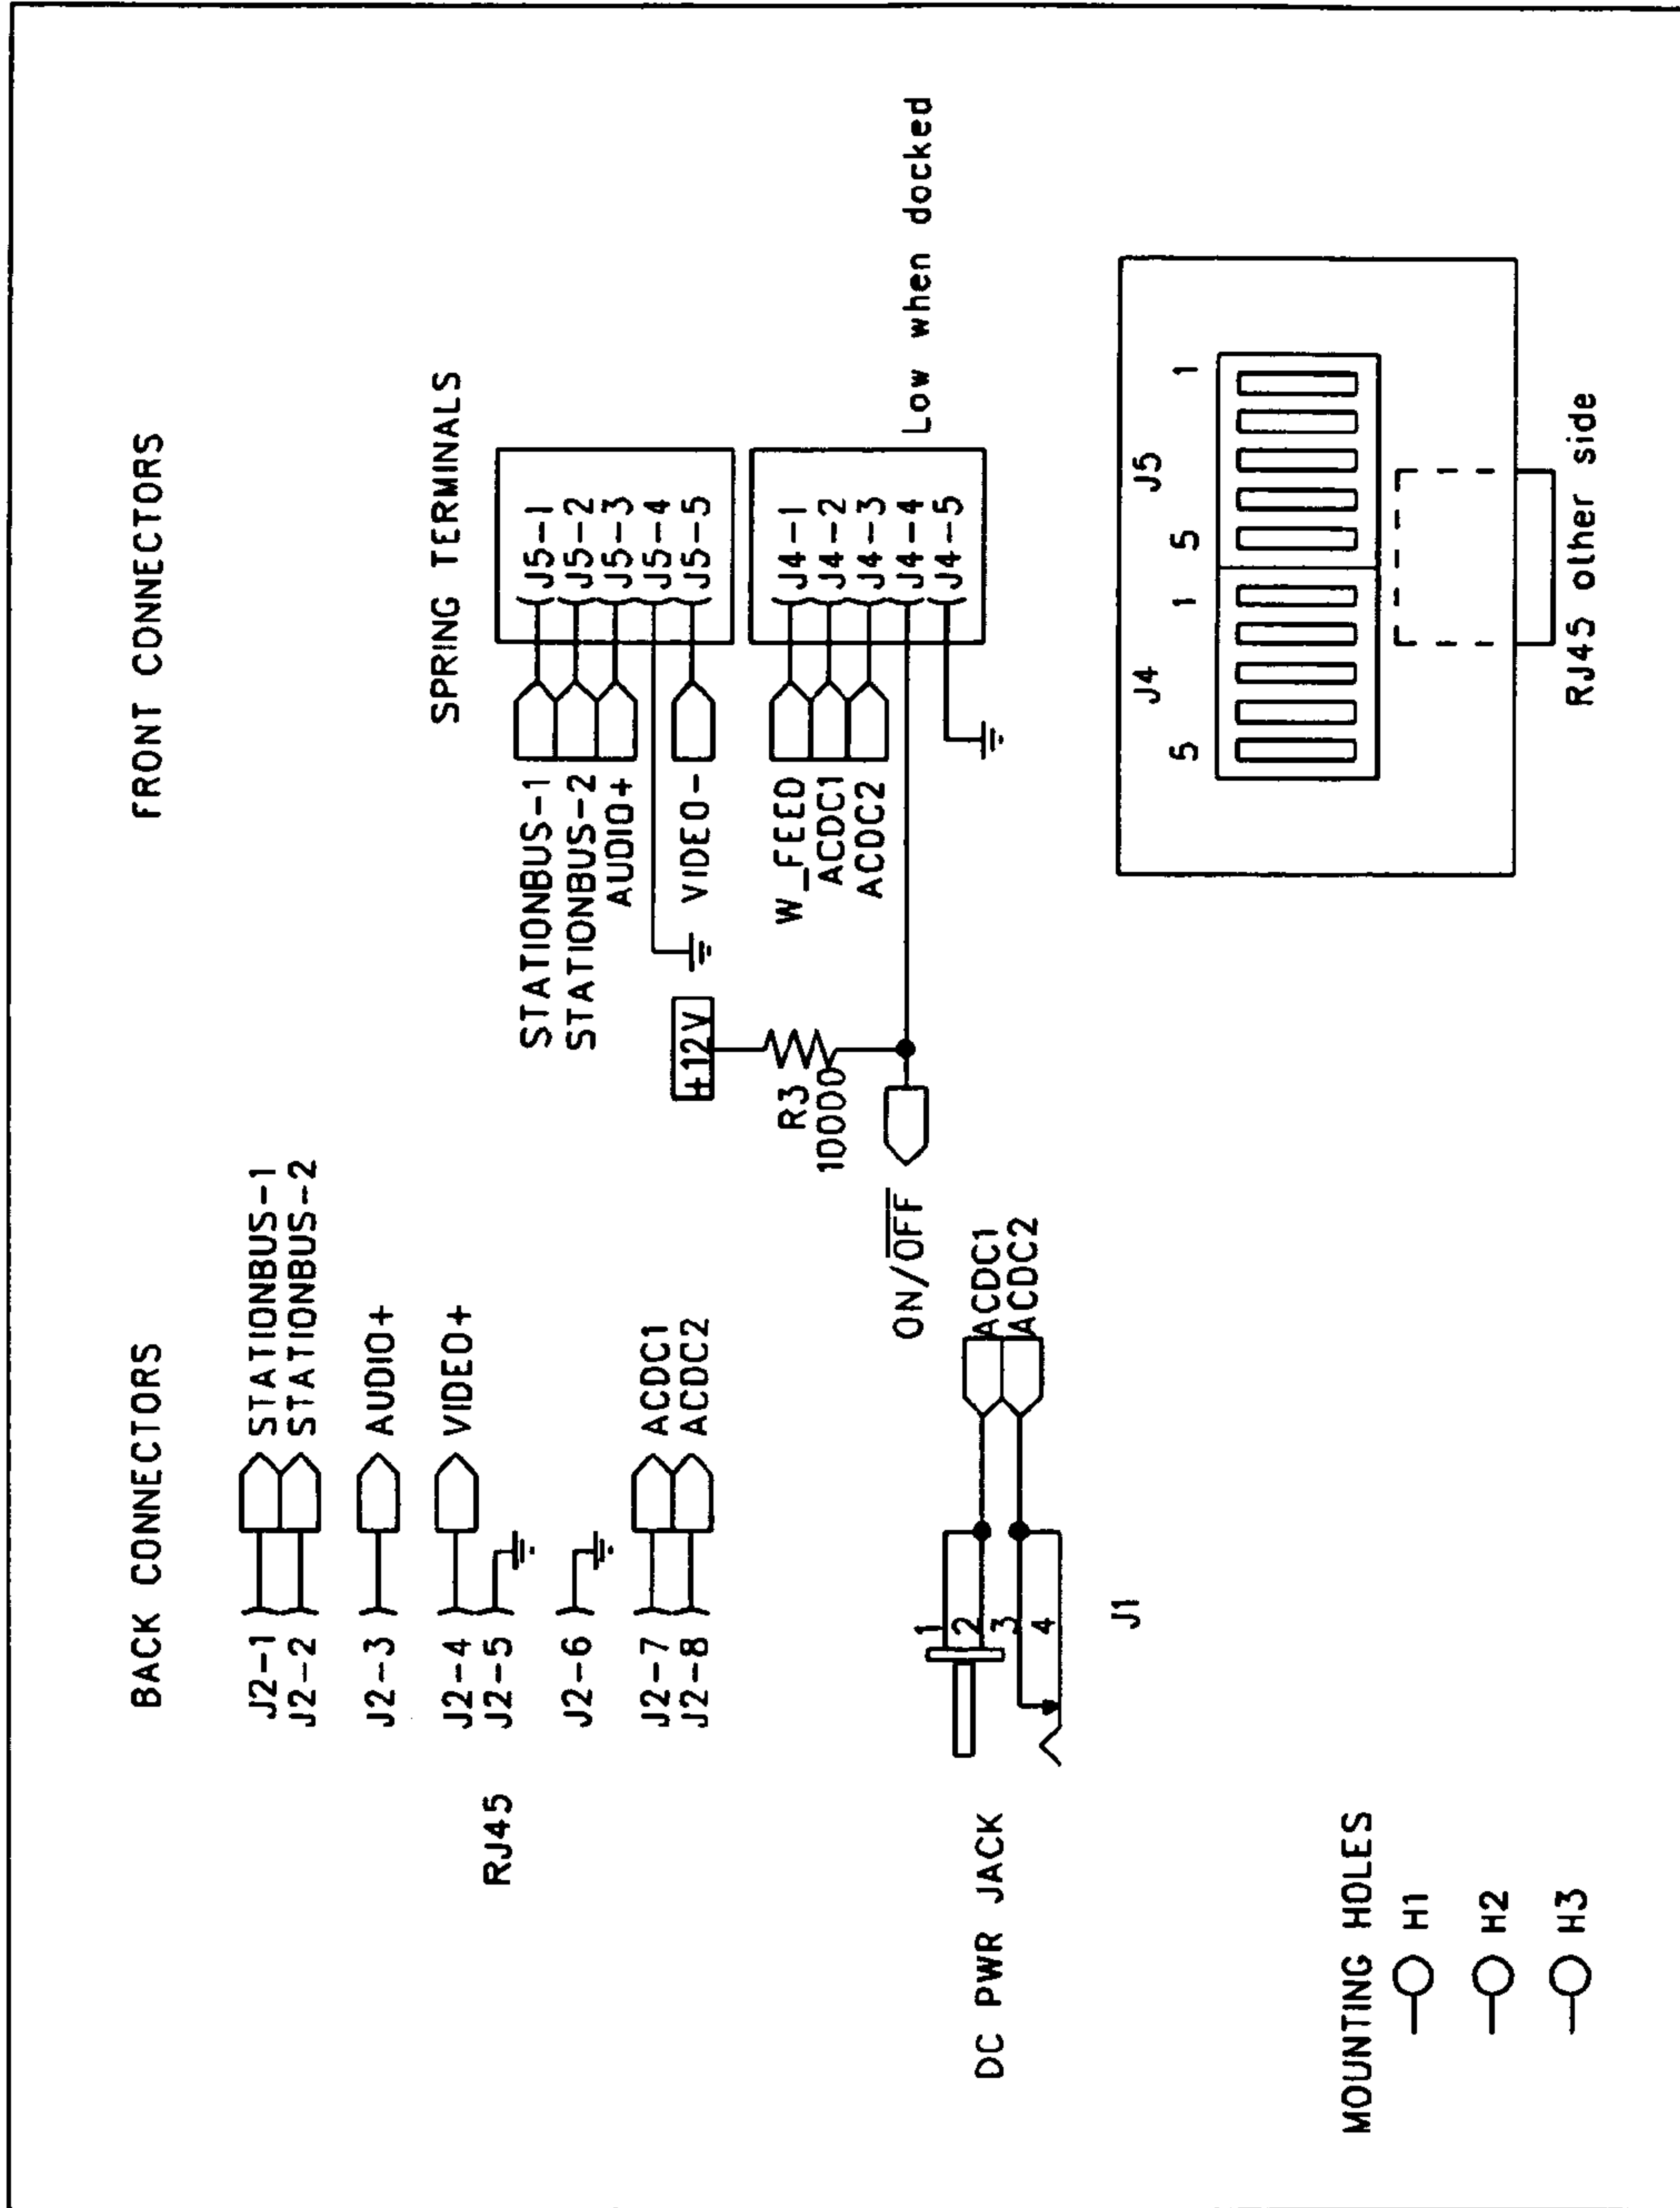 BACK CONNECTORS
J2-1 STATIONBUS-1
J2-2 STATIONBUS-2
J2-3 AUDIO+
J2-4 VIDEO+
J2-5
RJ45
J2-6
J2-7 ACDC1
J2-8 ACDC2
DC PWR JACK
1
2
3
4
J1
ACDC1
ACDC2
MOUNTING HOLES
H1
H2
H3
FRONT CONNECTORS
SPRING TERMINALS
STATIONBUS-1 J5-1
STATIONBUS-2 J5-2
AUDIO+ J5-3
J5-4
VIDEO- J5-5
+12V
R3
10000
W_FEED J4-1
ACDC1 J4-2
ACDC2 J4-3
J4-4
J4-5
ON/OFF
Low when docked
J4 J5
5 1 5 1
RJ45 other side